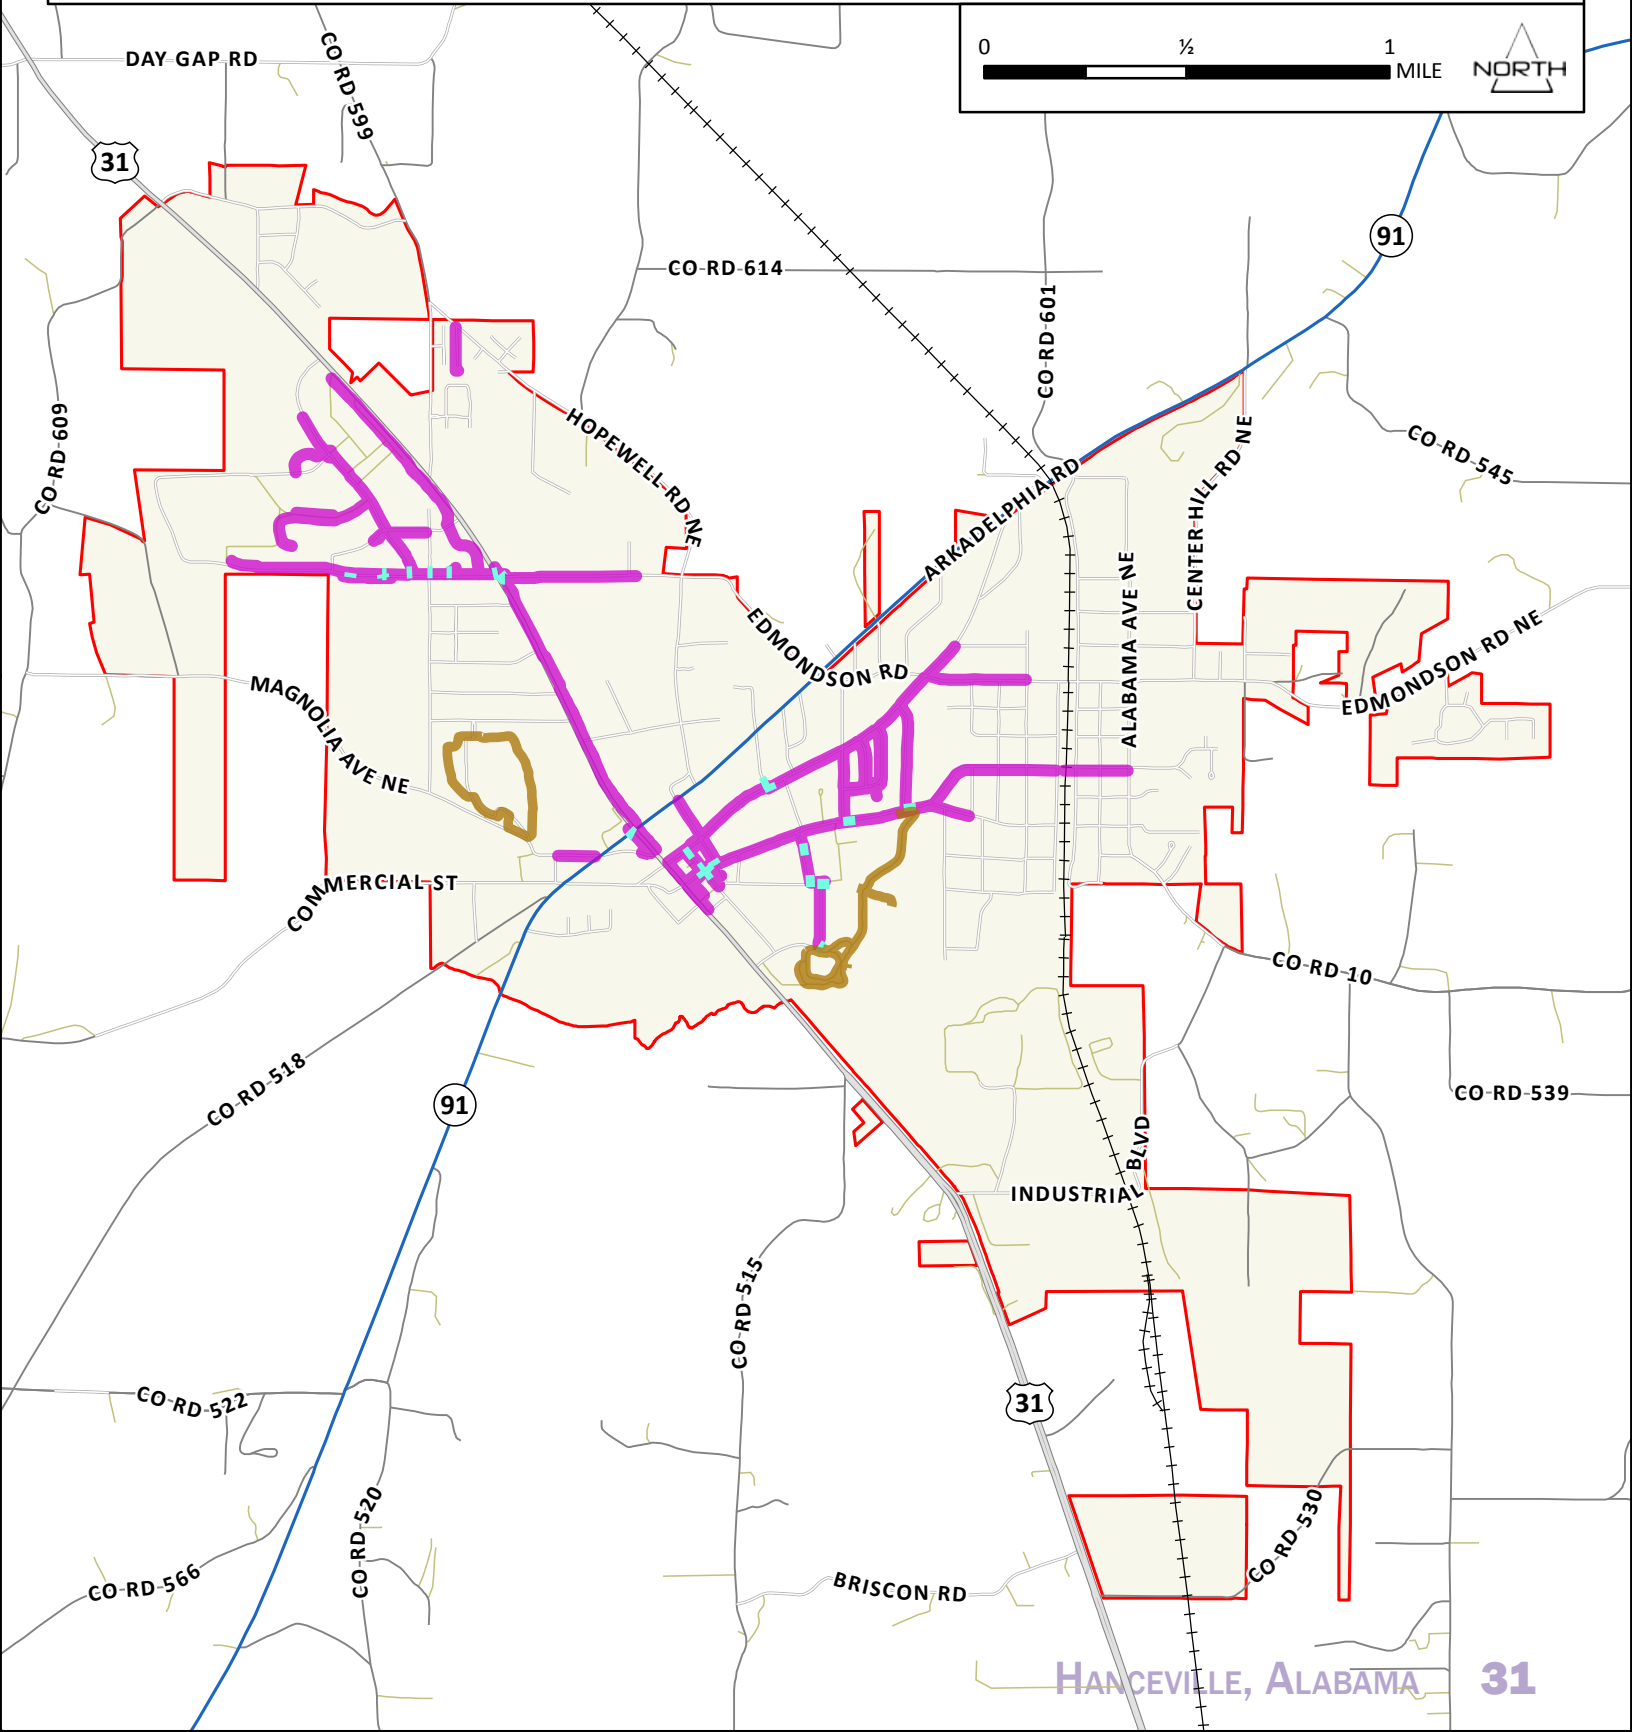 0 ½ 1
MILE
NORTH
DAY GAP RD
CO RD 599
31
91
CO RD 614
CO RD 601
CO RD 609
HOPEWELL RD NE
CO RD 545
ARKADELPHIA RD
CENTER HILL RD NE
ALABAMA AVE NE
EDMONDSON RD
EDMONDSON RD NE
MAGNOLIA AVE NE
COMMERCIAL ST
CO RD 10
CO RD 518
91
CO RD 539
INDUSTRIAL BLVD
CO RD 515
CO RD 522
31
CO RD 520
CO RD 530
CO RD 566
BRISCON RD
HANCEVILLE, ALABAMA 31